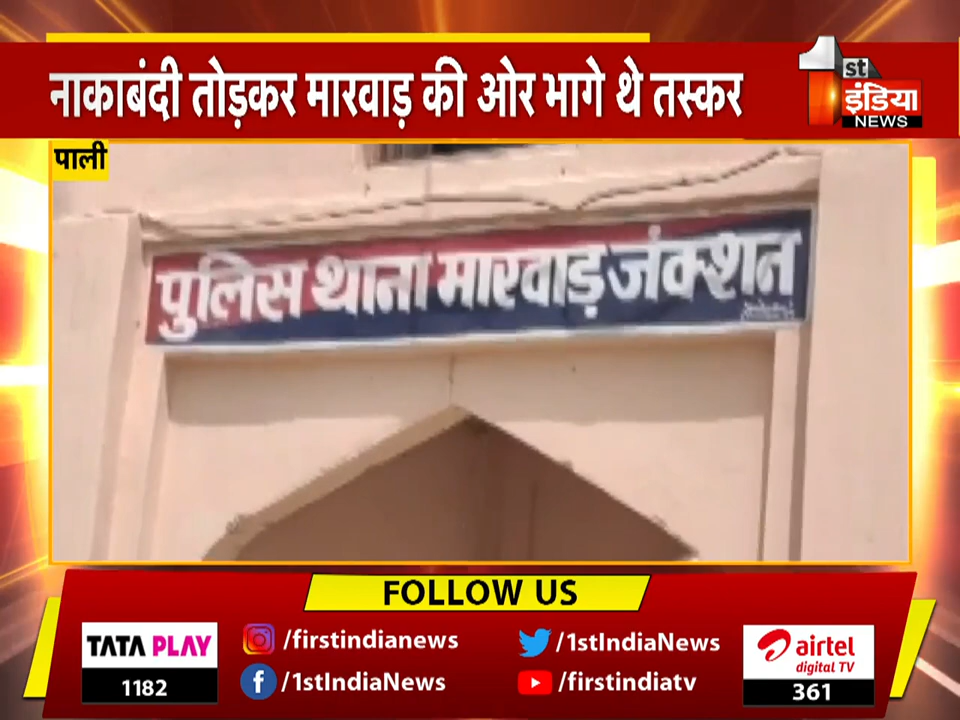 नाकाबंदी तोड़कर मारवाड़ की ओर भागे थे तस्कर
1st
इंडिया
NEWS
पाली
पुलिस थाना मारवाड़ जंक्शन
FOLLOW US
TATA PLAY
1182
/firstindianews
/1stIndiaNews
/1stIndiaNews
/firstindiatv
airtel
digital TV
361